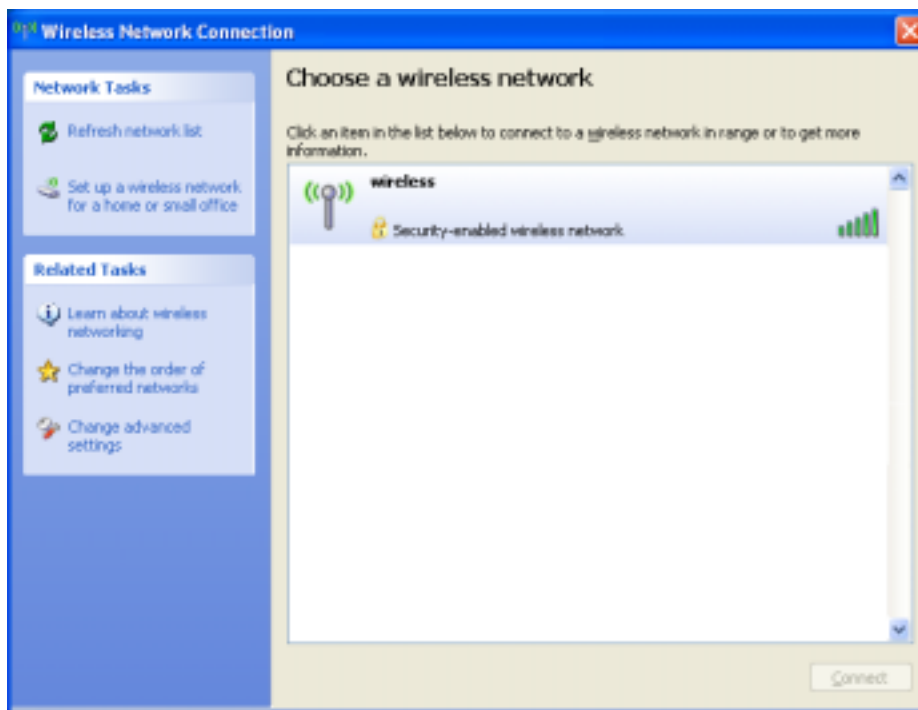 Wireless Network Connection
Network Tasks
Refresh network list
Set up a wireless network
for a home or small office
Related Tasks
Learn about wireless
networking
Change the order of
preferred networks
Change advanced
settings
Choose a wireless network
Click an item in the list below to connect to a wireless network in range or to get more
information.
wireless
Security-enabled wireless network
Connect